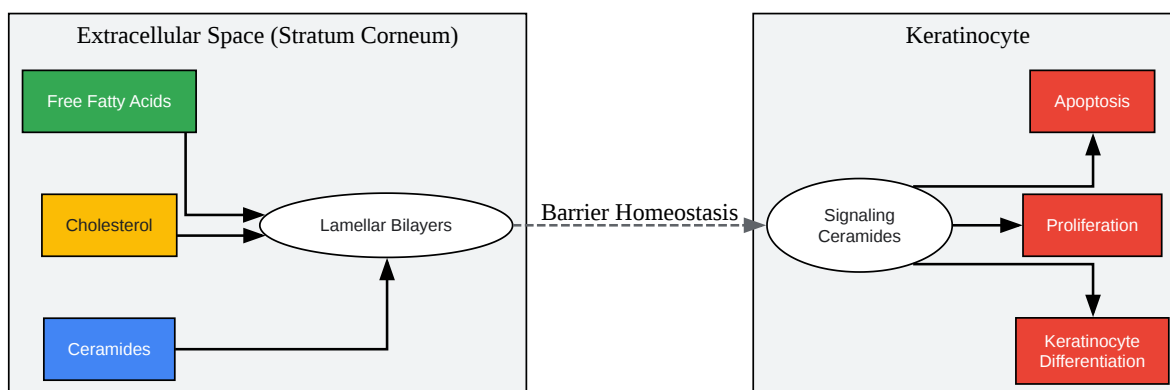 Extracellular Space (Stratum Corneum)
Free Fatty Acids
Cholesterol
Ceramides
Lamellar Bilayers
Barrier Homeostasis
Keratinocyte
Signaling
Ceramides
Apoptosis
Proliferation
Keratinocyte
Differentiation